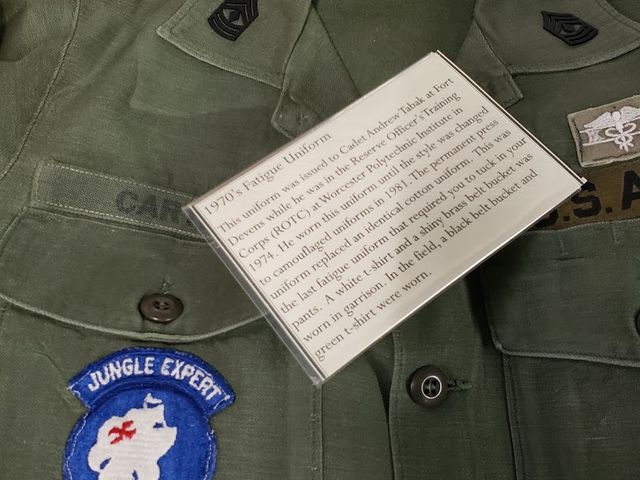 1970's Fatigue Uniform
This uniform was issued to Cadet Andrew Tabak at Fort
Devens while he was in the Reserve Officer's Training
Corps (ROTC) at Worcester Polytechnic Institute in
1974. He worn this uniform until the style was changed
to camouflaged uniforms in 1981. The permanent press
uniform replaced an identical cotton uniform. This was
the last fatigue uniform that required you to tuck in your
pants. A white t-shirt and a shiny brass belt bucket was
worn in garrison. In the field, a black belt bucket and
green t-shirt were worn.
U.S. A
JUNGLE EXPERT